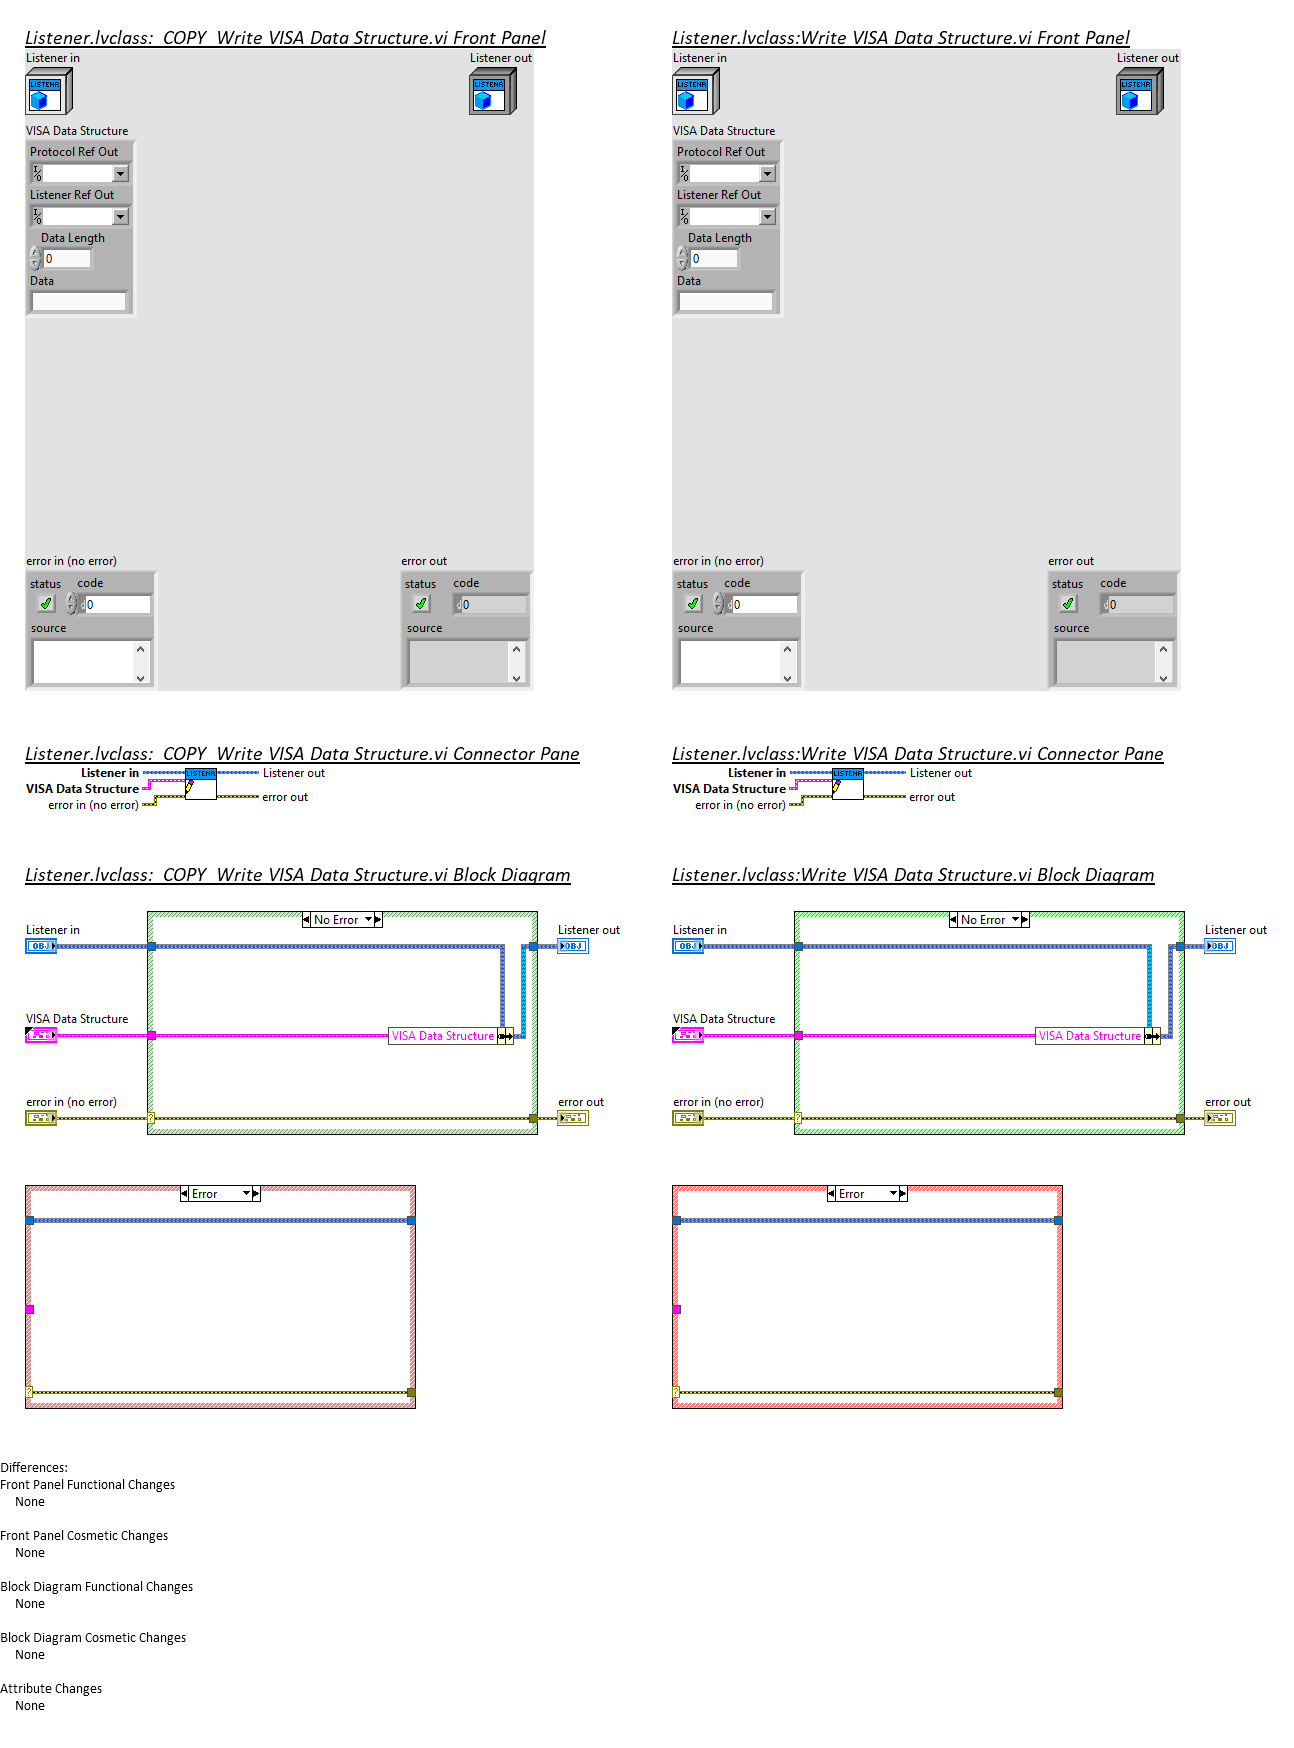 Listener.lvclass:  COPY  Write VISA Data Structure.vi Front Panel
Listener in
Listener out
LISTENR
LISTENR
VISA Data Structure
Protocol Ref Out
I/O
Listener Ref Out
I/O
Data Length
0
Data
error in (no error)
error out
status code
d 0
source
status code
d 0
source
Listener.lvclass:Write VISA Data Structure.vi Front Panel
Listener in
Listener out
LISTENR
LISTENR
VISA Data Structure
Protocol Ref Out
I/O
Listener Ref Out
I/O
Data Length
0
Data
error in (no error)
error out
status code
d 0
source
status code
d 0
source
Listener.lvclass:  COPY  Write VISA Data Structure.vi Connector Pane
Listener in
LISTENR
Listener out
VISA Data Structure
error in (no error)
error out
Listener.lvclass:Write VISA Data Structure.vi Connector Pane
Listener in
LISTENR
Listener out
VISA Data Structure
error in (no error)
error out
Listener.lvclass:  COPY  Write VISA Data Structure.vi Block Diagram
No Error
Listener in
OBJ
Listener out
OBJ
VISA Data Structure
VISA Data Structure
error in (no error)
?
error out
Error
?
Listener.lvclass:Write VISA Data Structure.vi Block Diagram
No Error
Listener in
OBJ
Listener out
OBJ
VISA Data Structure
VISA Data Structure
error in (no error)
?
error out
Error
?
Differences:
Front Panel Functional Changes
None
Front Panel Cosmetic Changes
None
Block Diagram Functional Changes
None
Block Diagram Cosmetic Changes
None
Attribute Changes
None